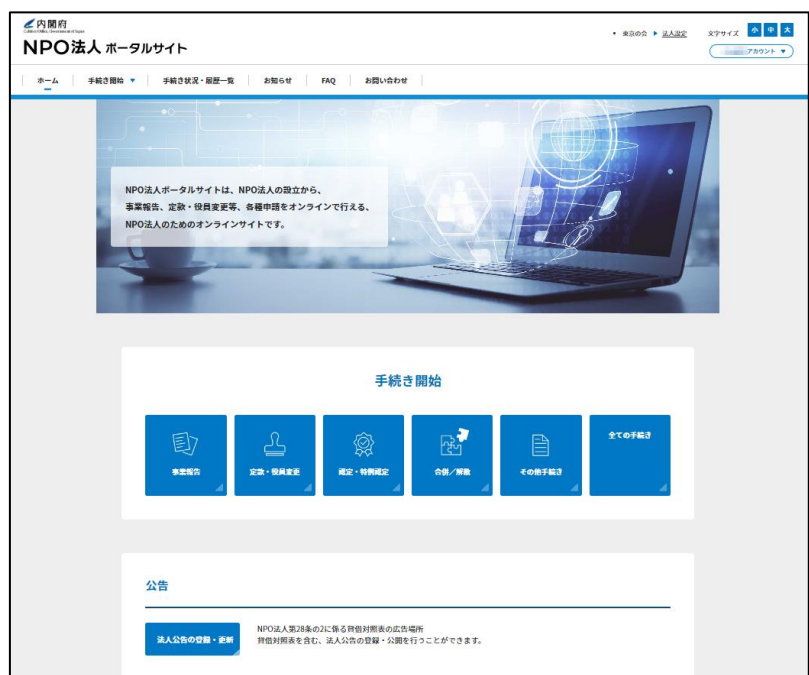 内閣府
NPO法人 ポータルサイト
• 東京の会 ▶ 法人設定
文字サイズ 小 中 大
アカウント ▼
ホーム 手続き開始 ▼ 手続き状況・履歴一覧 お知らせ FAQ お問い合わせ
NPO法人ポータルサイトは、NPO法人の設立から、
事業報告、定款・役員変更等、各種申請をオンラインで行える、
NPO法人のためのオンラインサイトです。
手続き開始
事業報告
定款・役員変更
認定・特例認定
合併／解散
その他手続き
全ての手続き
公告
法人公告の登録・更新
NPO法人第28条の2に係る貸借対照表の広告場所
貸借対照表を含む、法人公告の登録・公開を行うことができます。